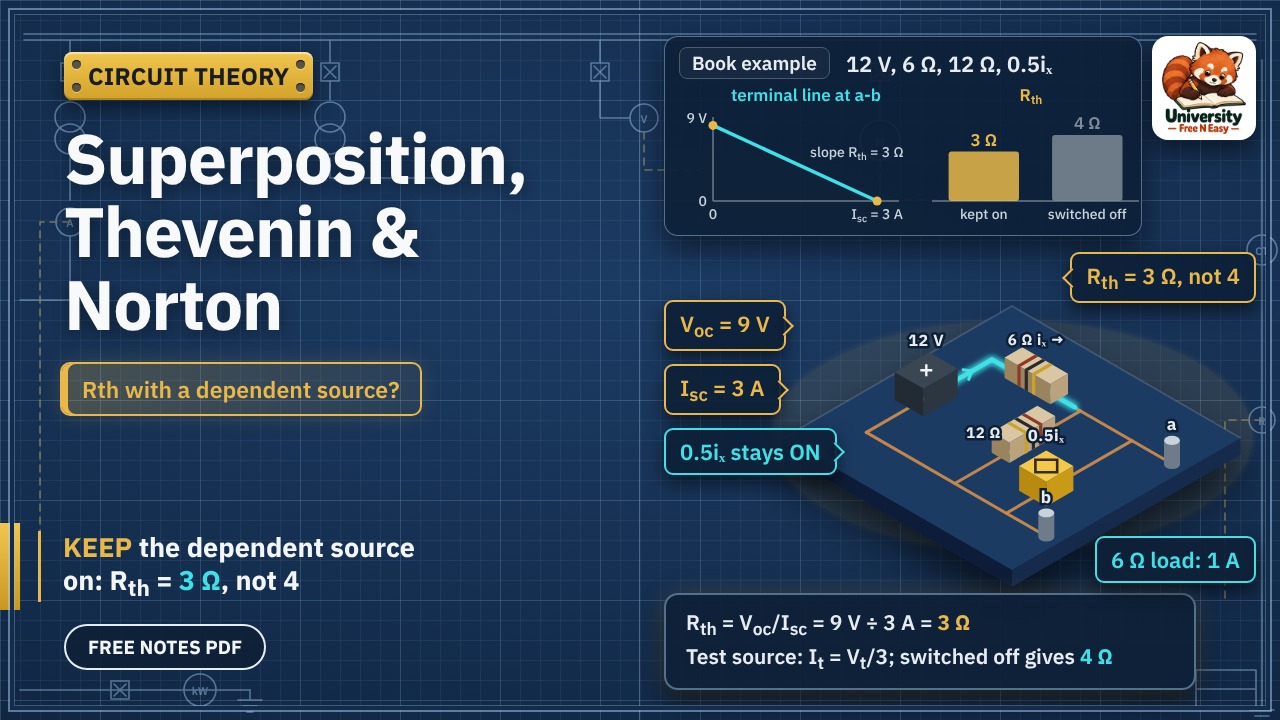 CIRCUIT THEORY
Superposition,
Thevenin &
Norton
Rth with a dependent source?
KEEP the dependent source
on: Rth = 3 Ω, not 4
FREE NOTES PDF
Book example
12 V, 6 Ω, 12 Ω, 0.5iₓ
terminal line at a-b
Rth
9 V
slope Rth = 3 Ω
0
0
Isc = 3 A
3 Ω
4 Ω
kept on
switched off
University
Free N Easy
Rth = 3 Ω, not 4
Voc = 9 V
Isc = 3 A
0.5iₓ stays ON
12 V
+
6 Ω iₓ →
12 Ω
0.5iₓ
a
b
6 Ω load: 1 A
Rth = Voc/Isc = 9 V ÷ 3 A = 3 Ω
Test source: It = Vt/3; switched off gives 4 Ω
V
A
kW